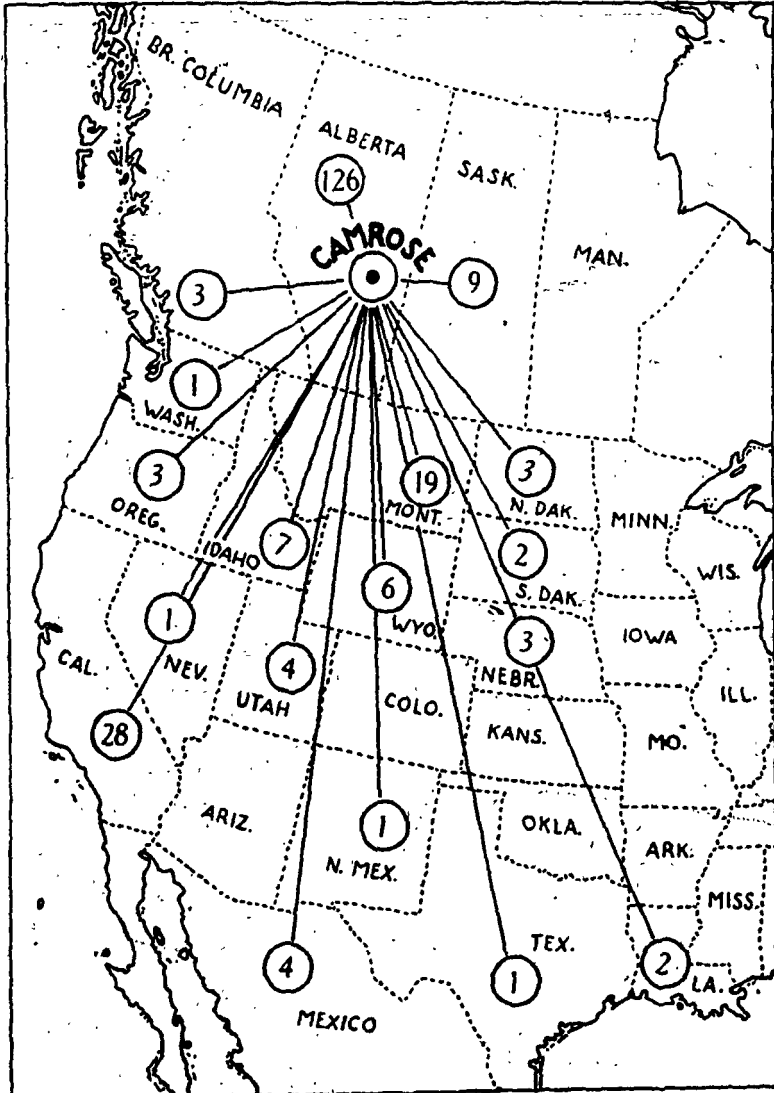 BR. COLUMBIA
ALBERTA
126
SASK.
MAN.
CAMROSE
3
9
1
WASH.
3
OREG.
19
MONT.
3
N. DAK.
MINN.
IDAHO
7
2
S. DAK.
WIS.
6
WYO.
1
NEV.
3
NEBR.
IOWA
CAL.
4
UTAH
COLO.
ILL.
28
KANS.
MO.
ARIZ.
1
N. MEX.
OKLA.
ARK.
MISS.
4
MEXICO
TEX.
1
2
LA.